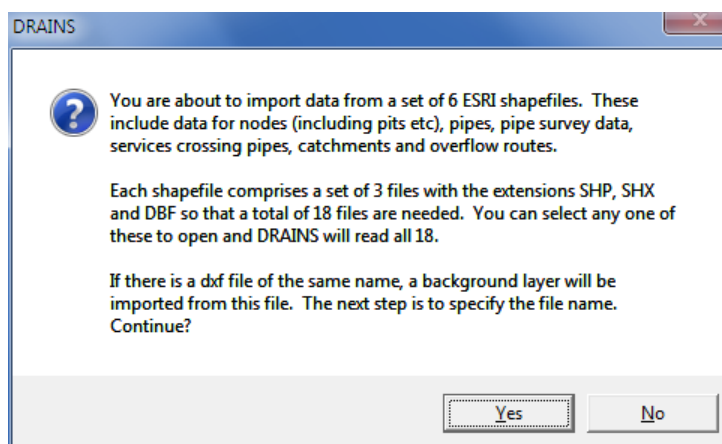 DRAINS
You are about to import data from a set of 6 ESRI shapefiles.  These
include data for nodes (including pits etc), pipes, pipe survey data,
services crossing pipes, catchments and overflow routes.
Each shapefile comprises a set of 3 files with the extensions SHP, SHX
and DBF so that a total of 18 files are needed.  You can select any one of
these to open and DRAINS will read all 18.
If there is a dxf file of the same name, a background layer will be
imported from this file.  The next step is to specify the file name.
Continue?
Yes
No